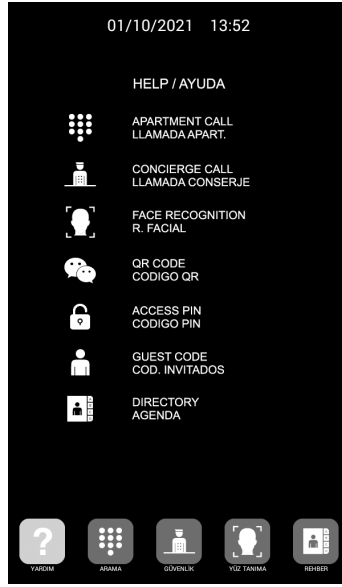 01/10/2021 13:52
HELP / AYUDA
APARTMENT CALL
LLAMADA APART.
CONCIERGE CALL
LLAMADA CONSERJE
FACE RECOGNITION
R. FACIAL
QR CODE
CODIGO QR
ACCESS PIN
CODIGO PIN
GUEST CODE
COD. INVITADOS
DIRECTORY
AGENDA
?
YARDIM
ARAMA
GÜVENLİK
YÜZ TANIMA
REHBER